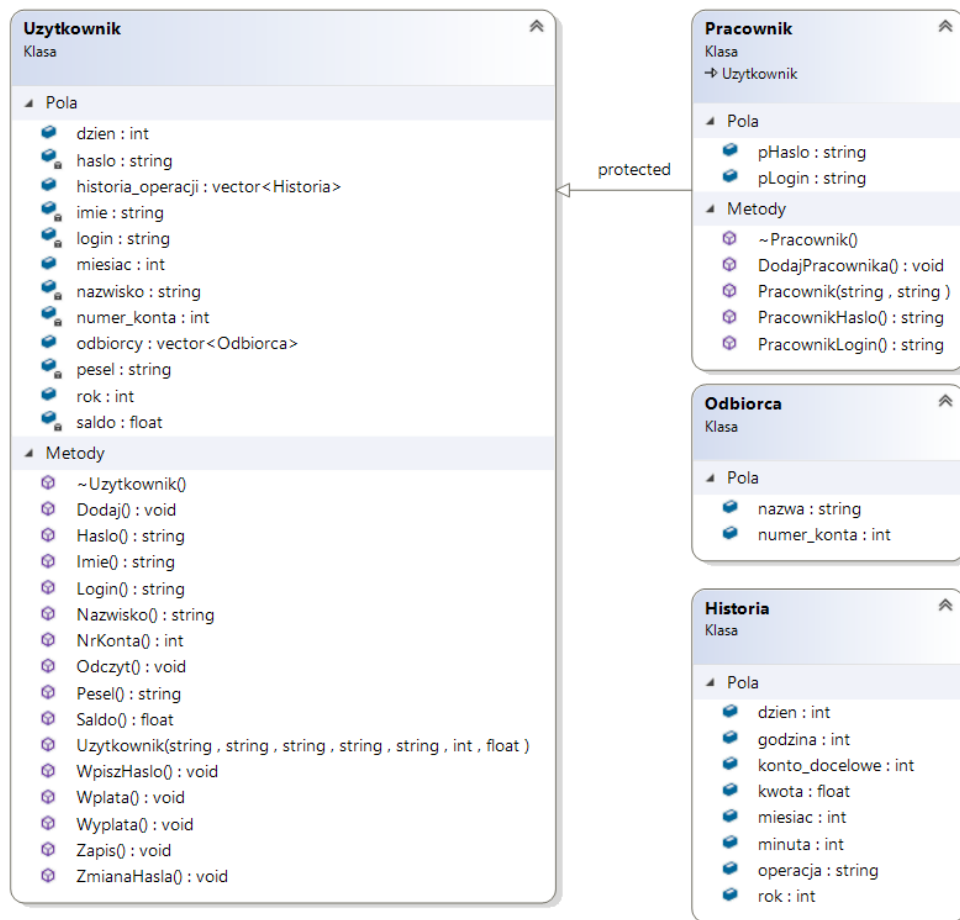 Uzytkownik
Klasa
Pola
dzien : int
haslo : string
historia_operacji : vector<Historia>
imie : string
login : string
miesiac : int
nazwisko : string
numer_konta : int
odbiorcy : vector<Odbiorca>
pesel : string
rok : int
saldo : float
Metody
~Uzytkownik()
Dodaj() : void
Haslo() : string
Imie() : string
Login() : string
Nazwisko() : string
NrKonta() : int
Odczyt() : void
Pesel() : string
Saldo() : float
Uzytkownik(string , string , string , string , string , int , float )
WpiszHaslo() : void
Wplata() : void
Wyplata() : void
Zapis() : void
ZmianaHasla() : void
protected
Pracownik
Klasa
Uzytkownik
Pola
pHaslo : string
pLogin : string
Metody
~Pracownik()
DodajPracownika() : void
Pracownik(string , string )
PracownikHaslo() : string
PracownikLogin() : string
Odbiorca
Klasa
Pola
nazwa : string
numer_konta : int
Historia
Klasa
Pola
dzien : int
godzina : int
konto_docelowe : int
kwota : float
miesiac : int
minuta : int
operacja : string
rok : int